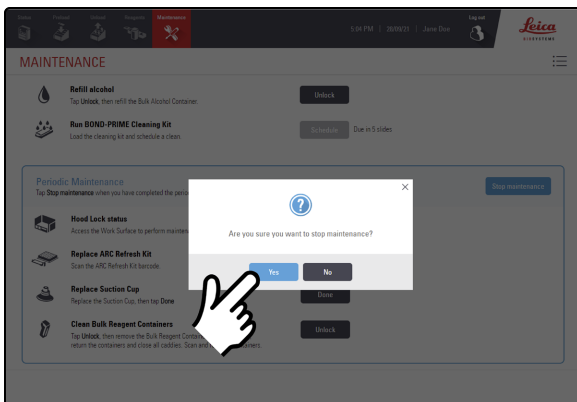 Status
Preload
Unload
Reagents
Maintenance
5:04 PM | 28/09/21 | Jane Doe
Log out
Leica
BIOSYSTEMS
MAINTENANCE
Refill alcohol
Tap Unlock, then refill the Bulk Alcohol Container.
Unlock
Run BOND-PRIME Cleaning Kit
Load the cleaning kit and schedule a clean.
Schedule
Due in 5 slides
Periodic Maintenance
Tap Stop maintenance when you have completed the
Stop maintenance
Hood Lock status
Access the Work Surface to perform
Are you sure you want to stop maintenance?
Yes
No
Replace ARC Refresh Kit
Scan the ARC Refresh Kit barcode.
Replace Suction Cup
Replace the Suction Cup, then tap Done
Done
Clean Bulk Reagent Containers
Tap Unlock, then remove the Bulk Reagent
Unlock
return the containers and close all caddies. Scan and